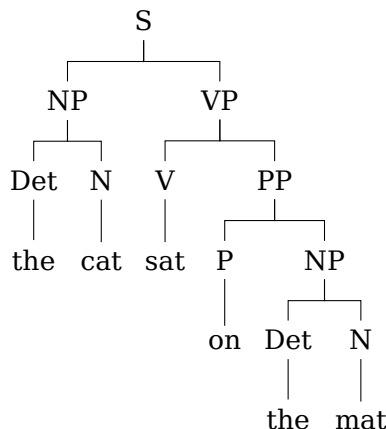 S
NP VP
Det N V PP
the cat sat P NP
on Det N
the mat